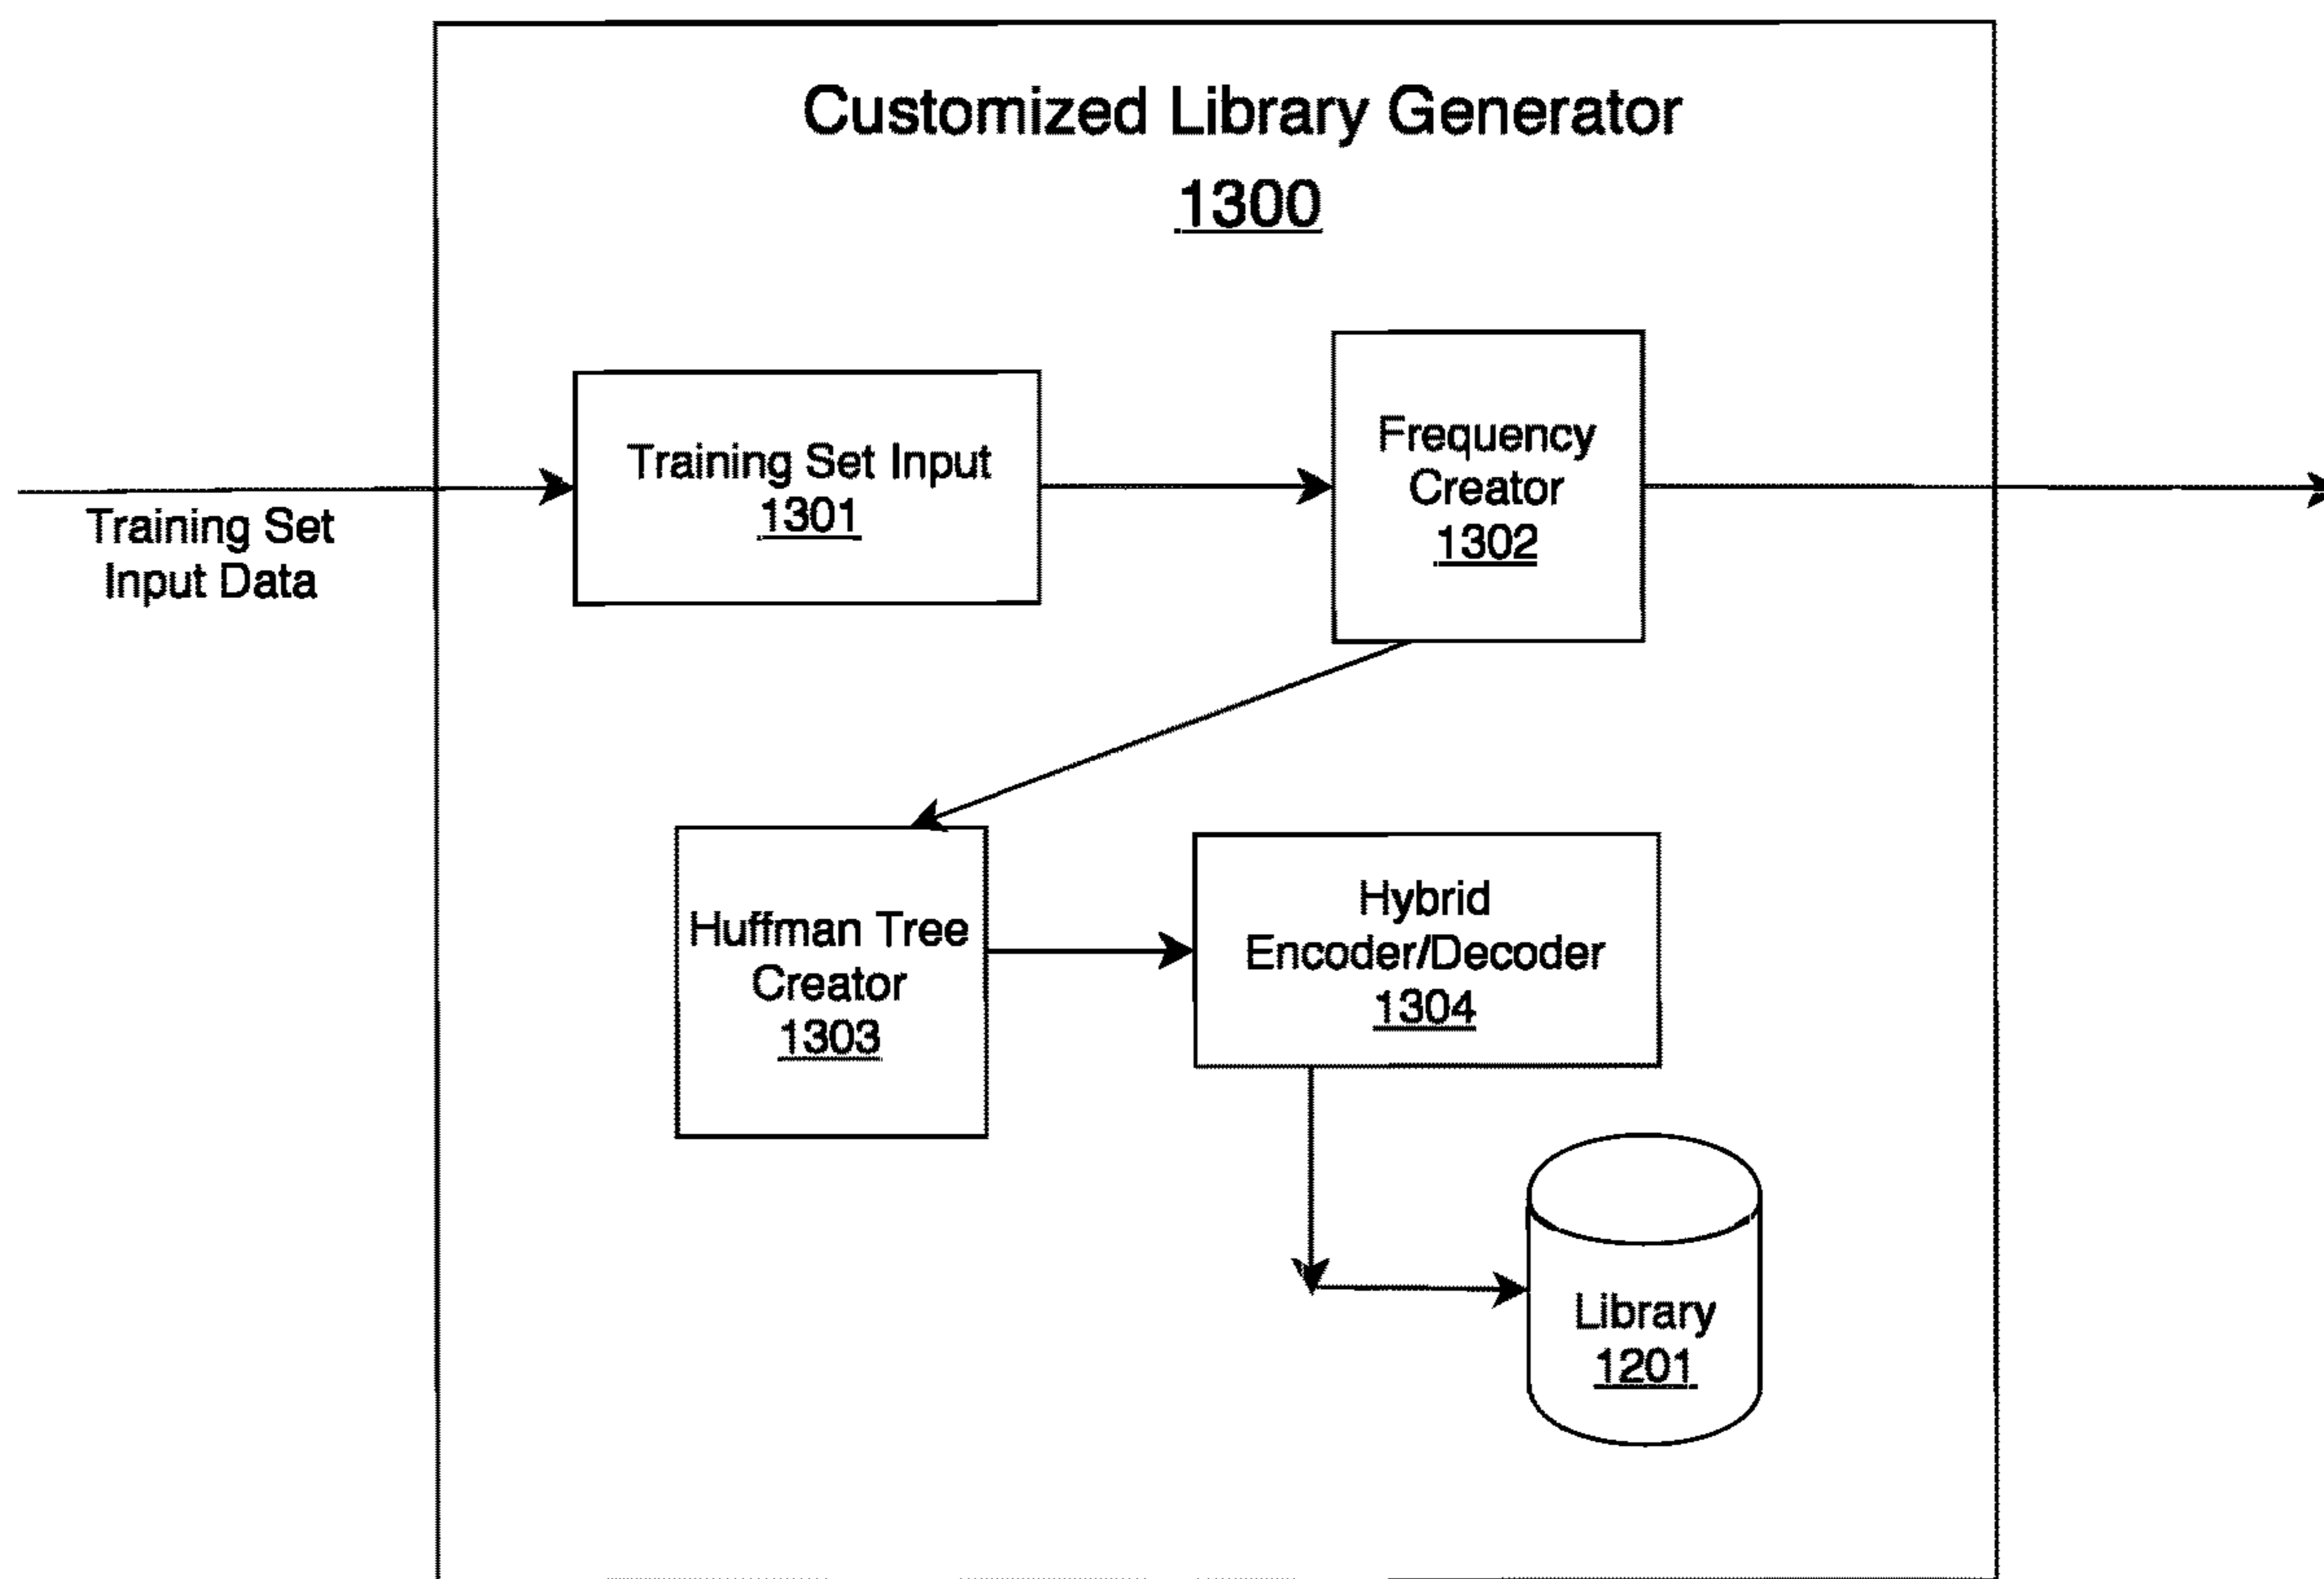 Customized Library Generator
1300
Training Set
Input Data
Training Set Input
1301
Frequency
Creator
1302
Huffman Tree
Creator
1303
Hybrid
Encoder/Decoder
1304
Library
1201